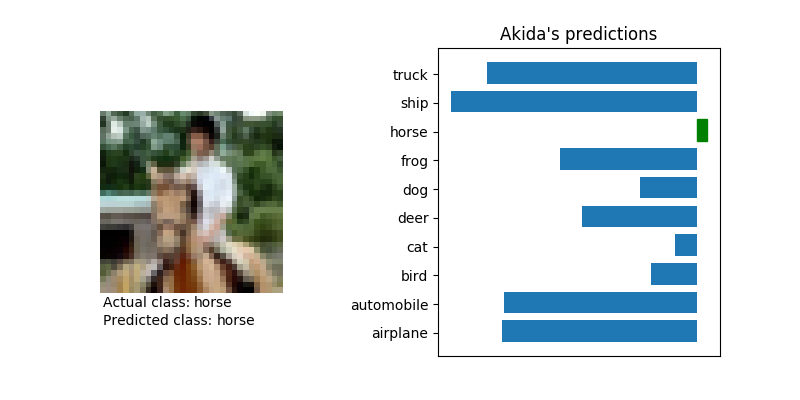 Akida's predictions
truck
ship
horse
frog
dog
deer
cat
bird
automobile
airplane
Actual class: horse
Predicted class: horse